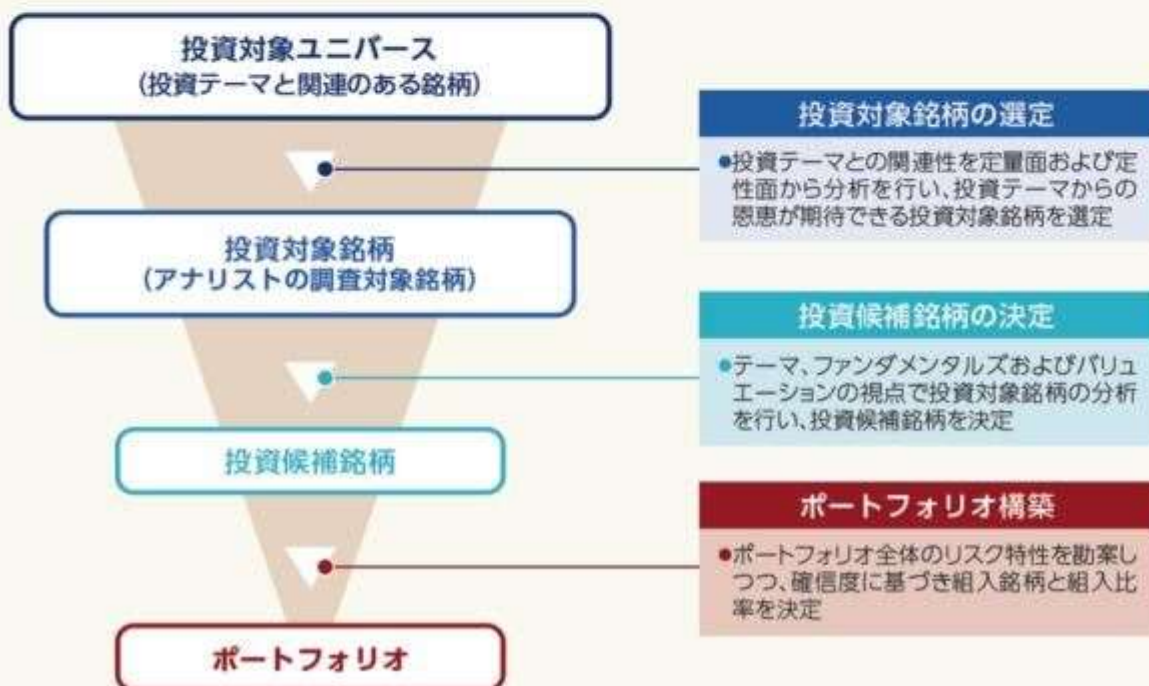 投資対象ユニバース
(投資テーマと関連のある銘柄)
投資対象銘柄の選定
●投資テーマとの関連性を定量面および定
性面から分析を行い、投資テーマからの
恩恵が期待できる投資対象銘柄を選定
投資対象銘柄
(アナリストの調査対象銘柄)
投資候補銘柄の決定
●テーマ、ファンダメンタルズおよびバリュ
エーションの視点で投資対象銘柄の分析
を行い、投資候補銘柄を決定
投資候補銘柄
ポートフォリオ構築
●ポートフォリオ全体のリスク特性を勘案し
つつ、確信度に基づき組入銘柄と組入比
率を決定
ポートフォリオ